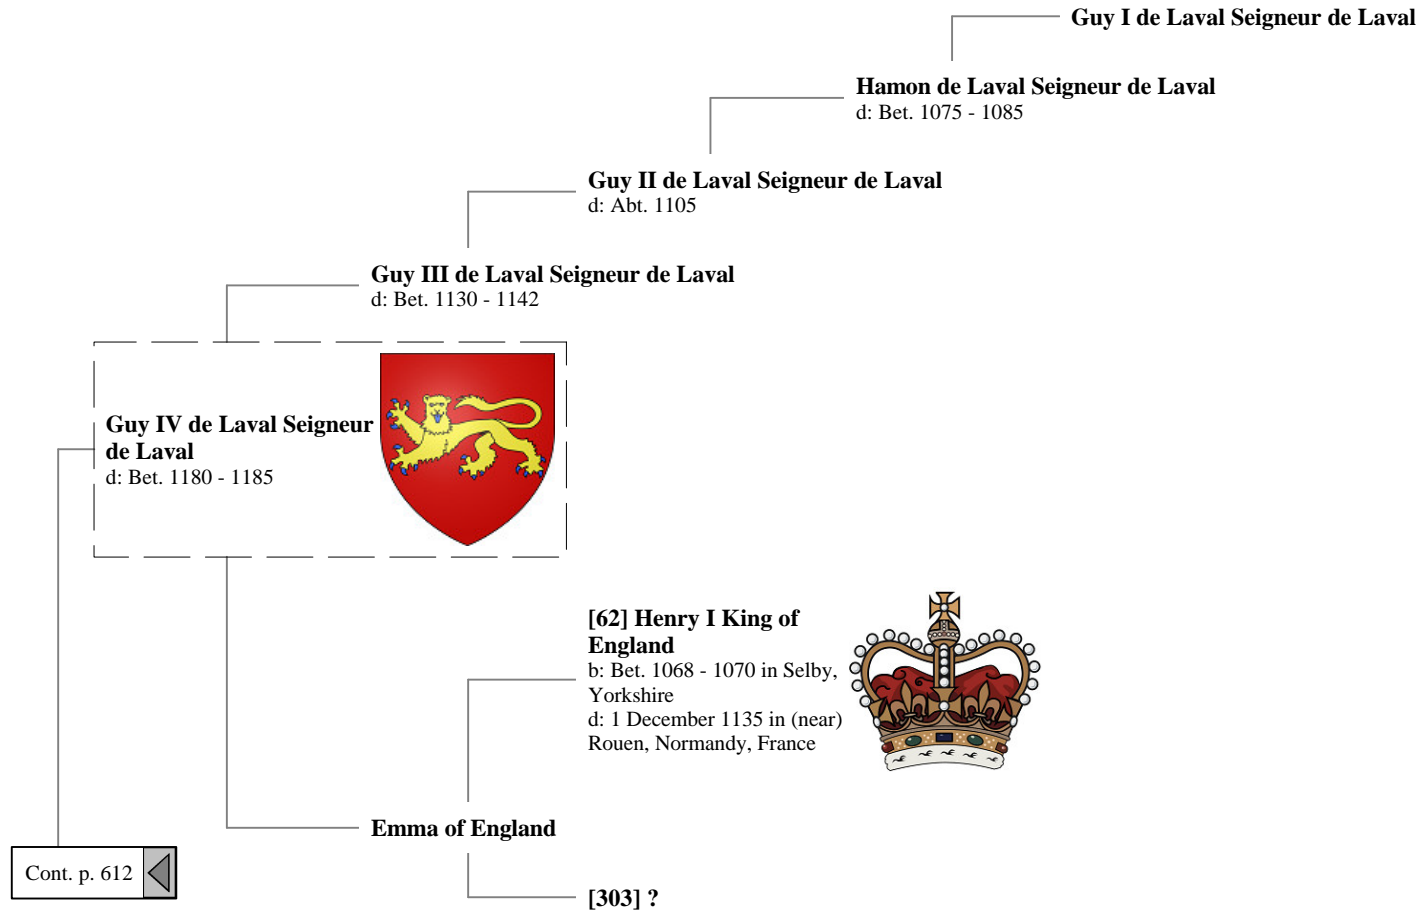 Guy I de Laval Seigneur de Laval
Hamon de Laval Seigneur de Laval
d: Bet. 1075 - 1085
Guy II de Laval Seigneur de Laval
d: Abt. 1105
Guy III de Laval Seigneur de Laval
d: Bet. 1130 - 1142
Guy IV de Laval Seigneur
de Laval
d: Bet. 1180 - 1185
[62] Henry I King of
England
b: Bet. 1068 - 1070 in Selby,
Yorkshire
d: 1 December 1135 in (near)
Rouen, Normandy, France
Emma of England
Cont. p. 612
[303] ?